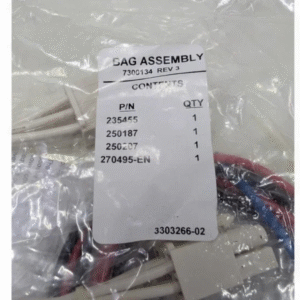 BAG ASSEMBLY
7300134 REV 3
CONTENTS
P/N QTY
235455 1
250187 1
250207 1
270495-EN 1
3303266-02